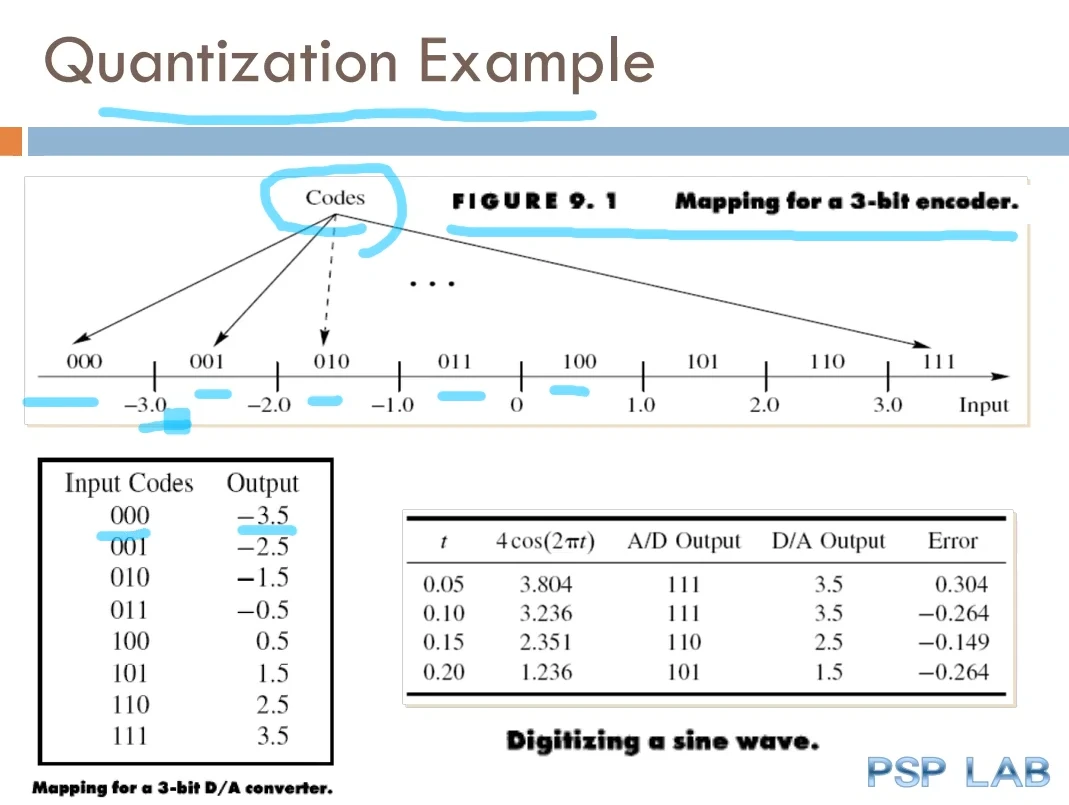 Quantization Example
Codes
FIGURE 9. 1 Mapping for a 3-bit encoder.
...
000 001 010 011 100 101 110 111
−3.0 −2.0 −1.0 0 1.0 2.0 3.0 Input
Input Codes Output
000 −3.5
001 −2.5
010 −1.5
011 −0.5
100 0.5
101 1.5
110 2.5
111 3.5
Mapping for a 3-bit D/A converter.
t 4 cos(2πt) A/D Output D/A Output Error
0.05 3.804 111 3.5 0.304
0.10 3.236 111 3.5 −0.264
0.15 2.351 110 2.5 −0.149
0.20 1.236 101 1.5 −0.264
Digitizing a sine wave.
PSP LAB